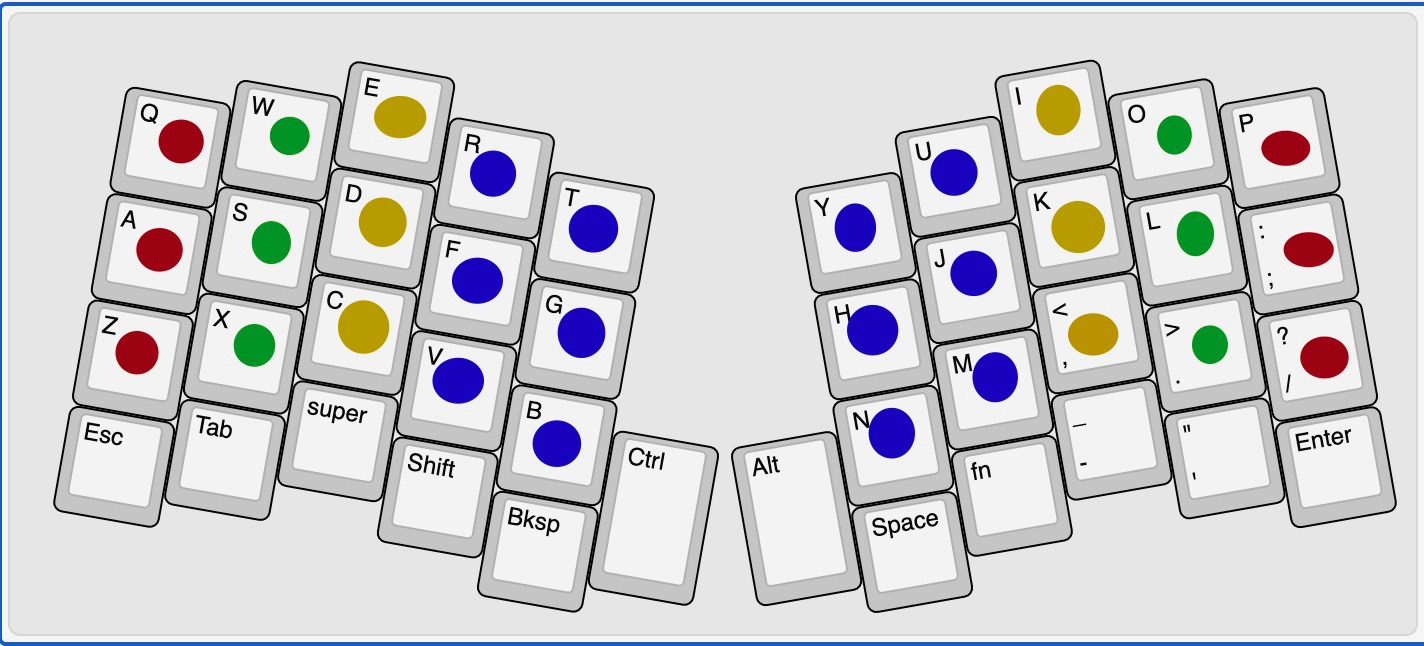 Q W E R T Y U I O P
A S D F G H J K L :
;
Z X C V B N M <
, >
. ?
/
Esc Tab super Shift Bksp Ctrl Alt Space fn _
- "
' Enter